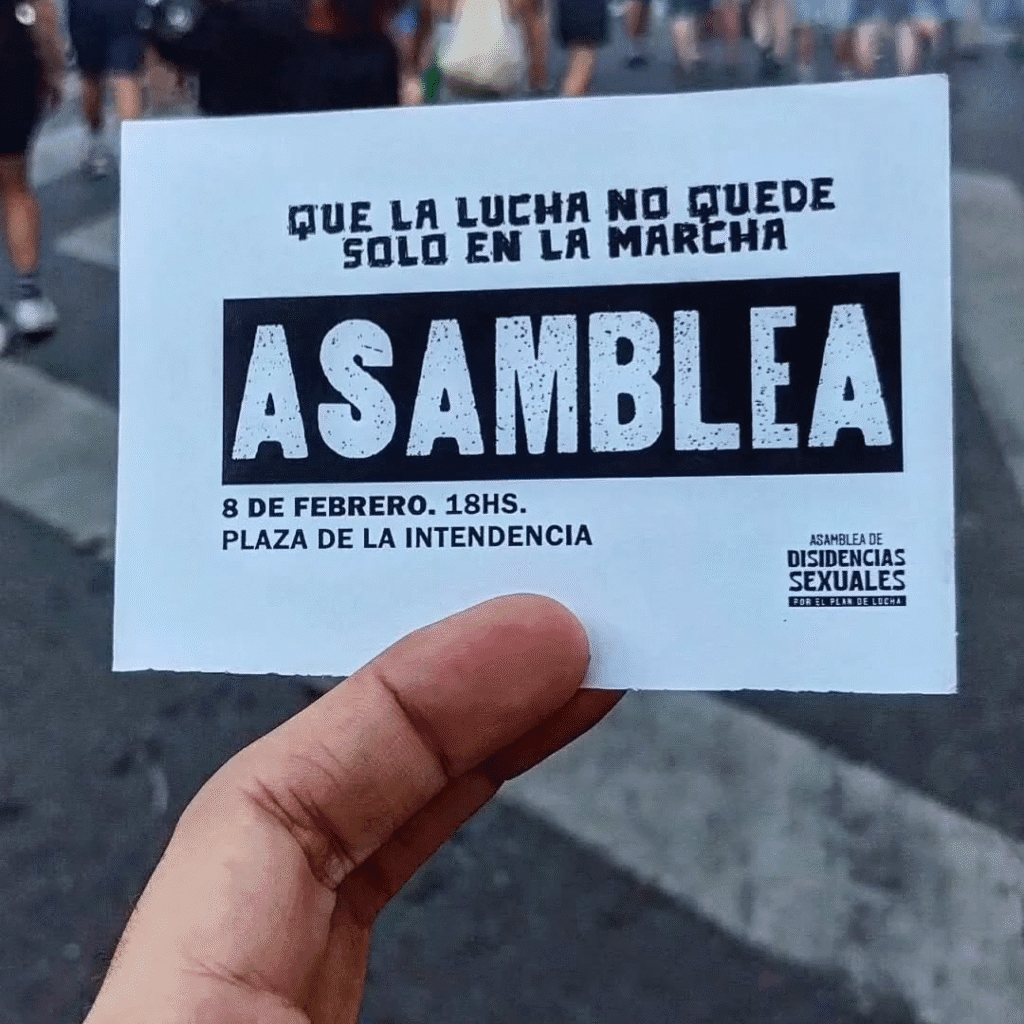 QUE LA LUCHA NO QUEDE
SOLO EN LA MARCHA
ASAMBLEA
8 DE FEBRERO. 18HS.
PLAZA DE LA INTENDENCIA
ASAMBLEA DE
DISIDENCIAS
SEXUALES
POR EL PLAN DE LUCHA